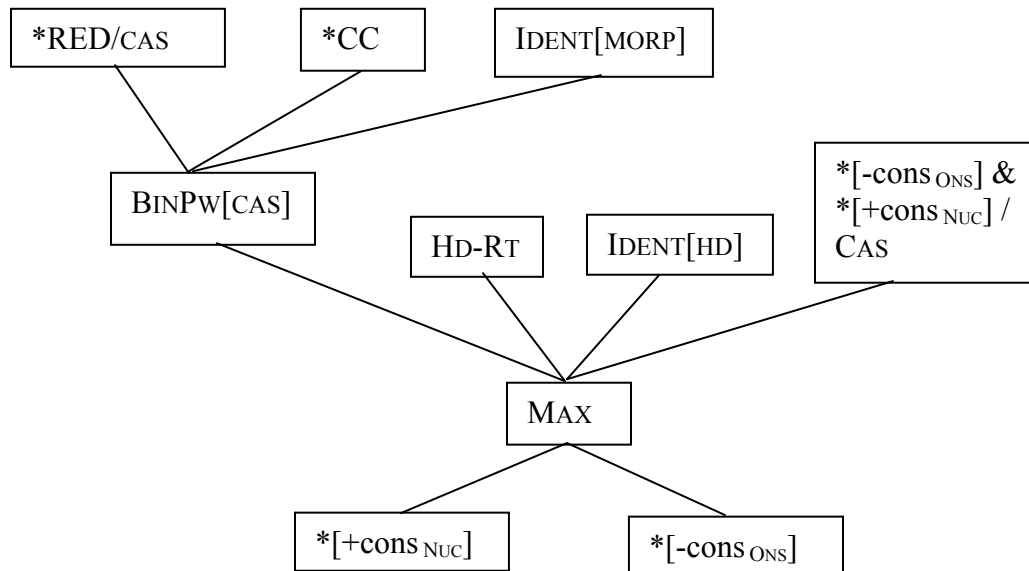 *RED/CAS
*CC
IDENT[MORP]
*[-cons ONS] &
*[+cons NUC] /
CAS
BINPW[CAS]
HD-RT
IDENT[HD]
MAX
*[+cons NUC]
*[-cons ONS]